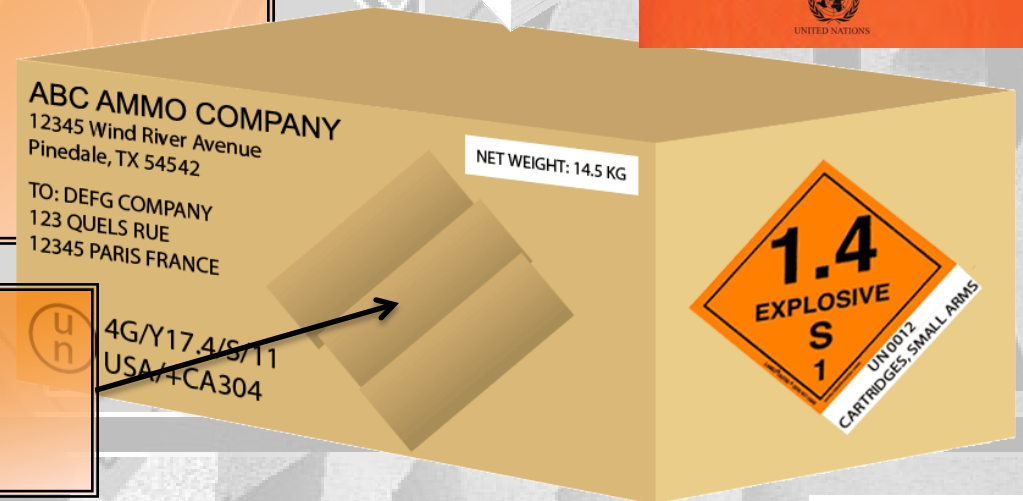 UNITED NATIONS
ABC AMMO COMPANY
12345 Wind River Avenue
Pinedale, TX 54542
TO: DEFG COMPANY
123 QUELS RUE
12345 PARIS FRANCE
u
n
4G/Y17.4/S/11
USA/+CA304
NET WEIGHT: 14.5 KG
1.4
EXPLOSIVE
S
1
UN0012
CARTRIDGES, SMALL ARMS